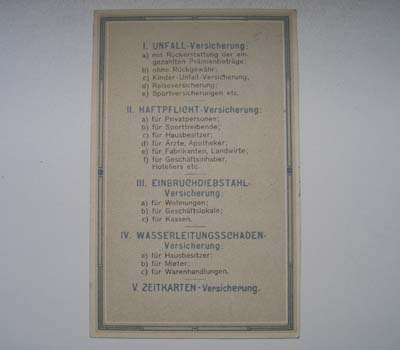 I. UNFALL-Versicherung:
a) mit Rückerstattung der ein-
gezahlten Prämienbeträge;
b) ohne Rückgewähr;
c) Kinder-Unfall-Versicherung;
d) Reiseversicherung;
e) Sportversicherungen etc.
II. HAFTPFLICHT-Versicherung:
a) für Privatpersonen;
b) für Sporttreibende;
c) für Hausbesitzer;
d) für Ärzte, Apotheker;
e) für Fabrikanten, Landwirte;
f) für Geschäftsinhaber,
Hoteliers etc.
III. EINBRUCHDIEBSTAHL-
Versicherung:
a) für Wohnungen;
b) für Geschäftslokale;
c) für Kassen.
IV. WASSERLEITUNGSSCHADEN-
Versicherung:
a) für Hausbesitzer;
b) für Mieter;
c) für Warenhandlungen.
V. ZEITKARTEN-Versicherung.